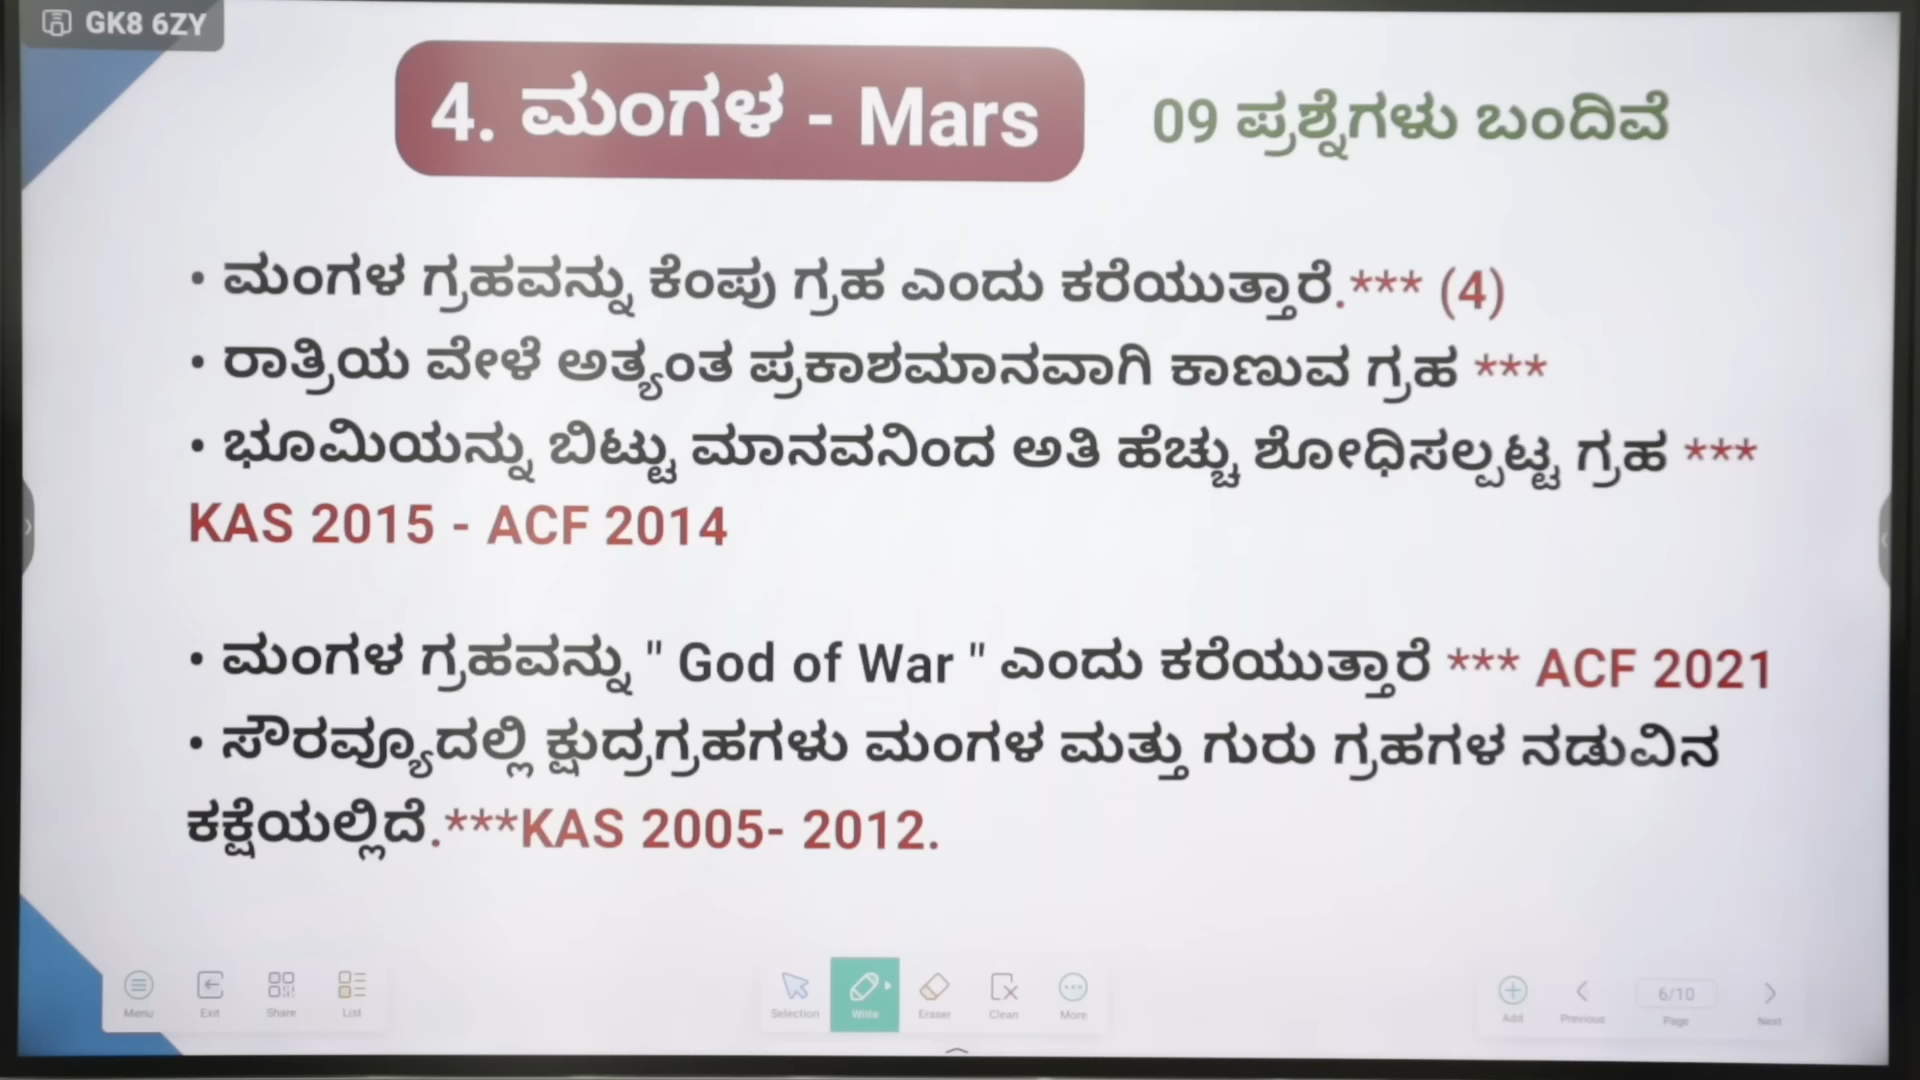 GK8 6ZY
4. ಮಂಗಳ - Mars
09 ಪ್ರಶ್ನೆಗಳು ಬಂದಿವೆ
• ಮಂಗಳ ಗ್ರಹವನ್ನು ಕೆಂಪು ಗ್ರಹ ಎಂದು ಕರೆಯುತ್ತಾರೆ.*** (4)
• ರಾತ್ರಿಯ ವೇಳೆ ಅತ್ಯಂತ ಪ್ರಕಾಶಮಾನವಾಗಿ ಕಾಣುವ ಗ್ರಹ ***
• ಭೂಮಿಯನ್ನು ಬಿಟ್ಟು ಮಾನವನಿಂದ ಅತಿ ಹೆಚ್ಚು ಶೋಧಿಸಲ್ಪಟ್ಟ ಗ್ರಹ ***
KAS 2015 - ACF 2014
• ಮಂಗಳ ಗ್ರಹವನ್ನು " God of War " ಎಂದು ಕರೆಯುತ್ತಾರೆ *** ACF 2021
• ಸೌರವ್ಯೂದಲ್ಲಿ ಕ್ಷುದ್ರಗ್ರಹಗಳು ಮಂಗಳ ಮತ್ತು ಗುರು ಗ್ರಹಗಳ ನಡುವಿನ
ಕಕ್ಷೆಯಲ್ಲಿದೆ.***KAS 2005- 2012.
Menu Exit Share List Selection Write Eraser Clean More Add Previous 6/10 Page Next